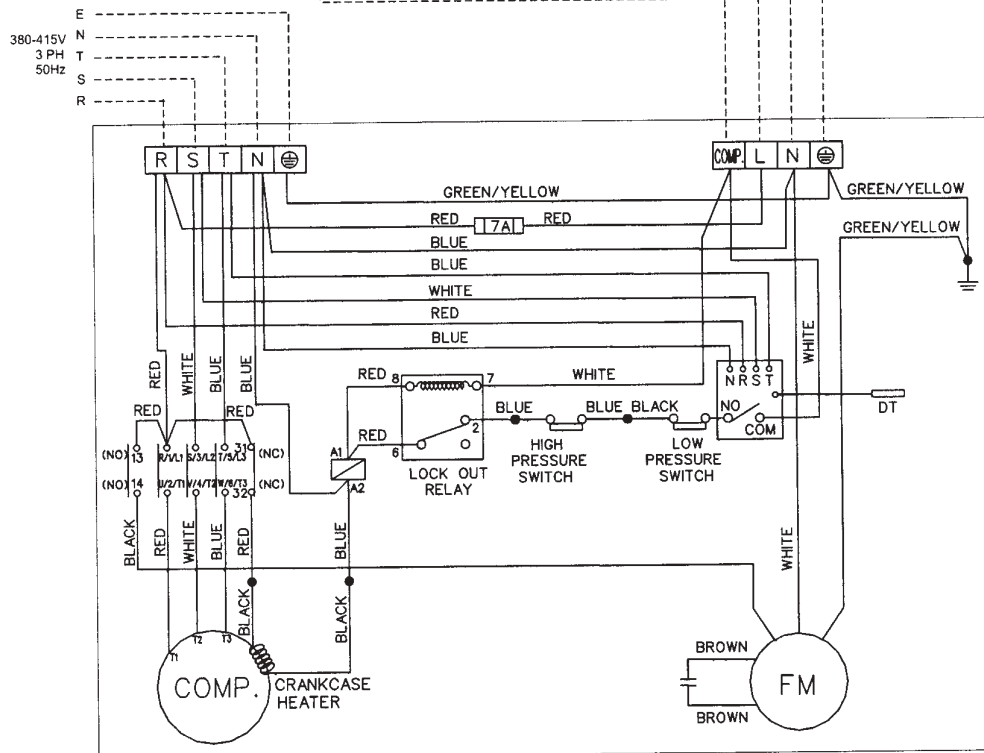 E
380-415V N
3 PH T
50Hz
S
R
R S T N
COMP. L N
GREEN/YELLOW
GREEN/YELLOW
RED 7A RED
GREEN/YELLOW
BLUE
BLUE
WHITE
RED
BLUE
WHITE
N R S T
RED
WHITE
BLUE
BLUE
RED 8
7
WHITE
DT
NO
COM
BLUE
BLUE BLACK
2
RED
6
RED
RED
HIGH
PRESSURE
SWITCH
LOW
PRESSURE
SWITCH
LOCK OUT
RELAY
A1
A2
(NO) 13 R/1/L1 S/3/L2 T/5/L3 31 (NC)
(NO) 14 U/2/T1 V/4/T2 W/6/T3 32 (NC)
BLACK
RED
WHITE
BLUE
RED
BLUE
WHITE
BLACK
BLACK
T1
T2
T3
COMP.
CRANKCASE
HEATER
BROWN
FM
BROWN